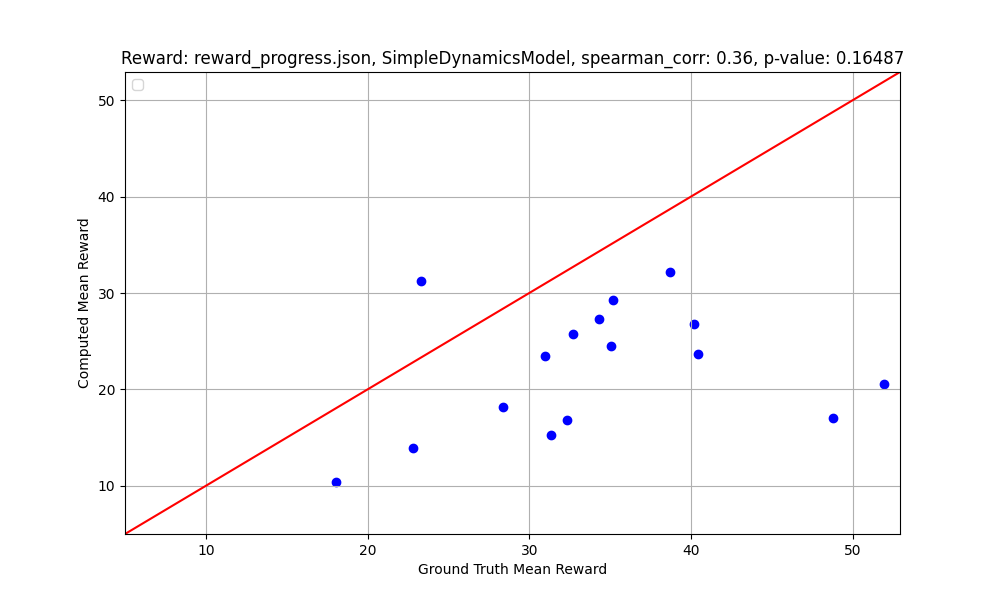 Reward: reward_progress.json, SimpleDynamicsModel, spearman_corr: 0.36, p-value: 0.16487
50
40
30
20
10
Computed Mean Reward
10 20 30 40 50
Ground Truth Mean Reward